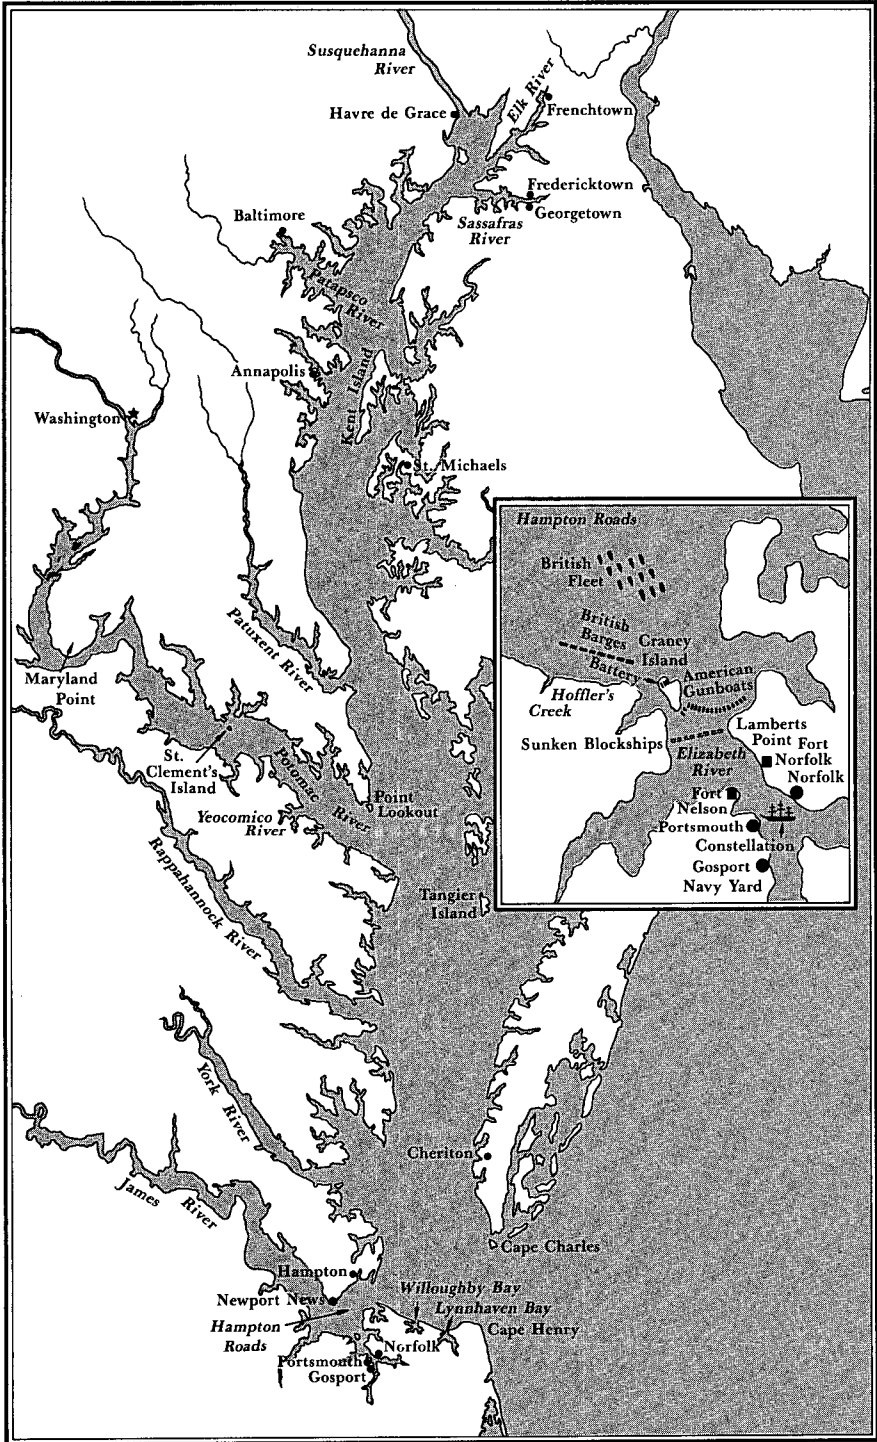 Susquehanna
River
Elk River
Havre de Grace
Frenchtown
Fredericktown
Georgetown
Sassafras
River
Baltimore
Patapsco
River
Annapolis
Kent Island
Washington
St. Michaels
Patuxent River
Maryland
Point
St.
Clement's
Island
Potomac
River
Point
Lookout
Yeocomico
River
Rappahannock River
Tangier
Island
York River
Cheriton
James River
Cape Charles
Hampton
Newport News
Willoughby Bay
Lynnhaven Bay
Hampton
Roads
Cape Henry
Norfolk
Portsmouth
Gosport
Hampton Roads
British
Fleet
British
Barges
Craney
Island
Battery
American
Gunboats
Hoffler's
Creek
Sunken Blockships
Lamberts
Point
Elizabeth
River
Fort
Norfolk
Norfolk
Fort
Nelson
Portsmouth
Constellation
Gosport
Navy Yard